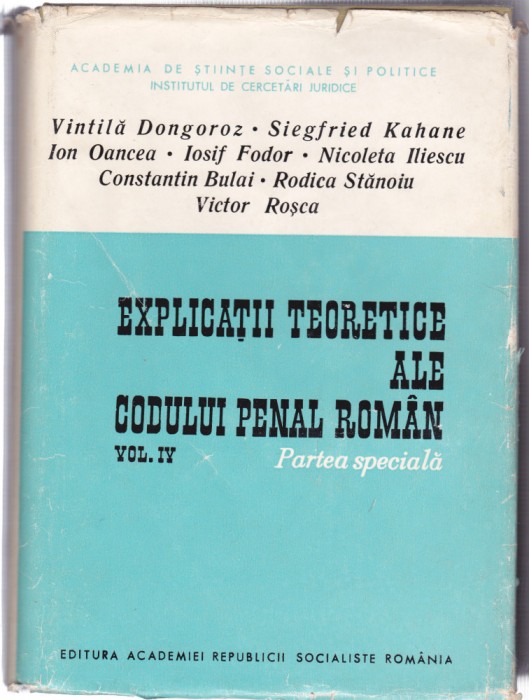 ACADEMIA DE ȘTIINȚE SOCIALE ȘI POLITICE
INSTITUTUL DE CERCETĂRI JURIDICE
Vintilă Dongoroz • Siegfried Kahane
Ion Oancea • Iosif Fodor • Nicoleta Iliescu
Constantin Bulai • Rodica Stănoiu
Victor Roșca
EXPLICAȚII TEORETICE
ALE
CODULUI PENAL ROMÂN
VOL. IV Partea specială
EDITURA ACADEMIEI REPUBLICII SOCIALISTE ROMÂNIA